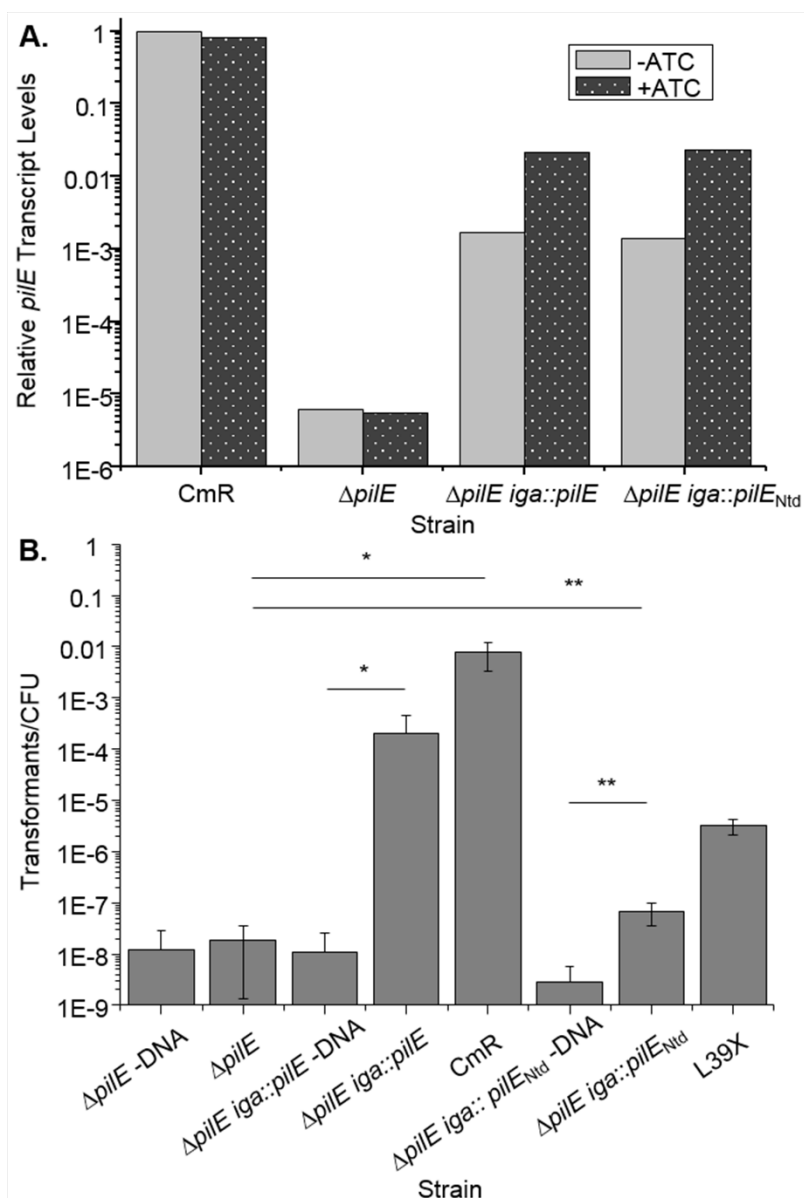 A.
-ATC
+ATC
Relative pilE Transcript Levels
1
0.1
0.01
1E-3
1E-4
1E-5
1E-6
CmR
ΔpilE
ΔpilE iga::pilE
ΔpilE iga::pilENtd
Strain
B.
Transformants/CFU
1
0.1
0.01
1E-3
1E-4
1E-5
1E-6
1E-7
1E-8
1E-9
*
**
*
**
ΔpilE -DNA
ΔpilE
ΔpilE iga::pilE -DNA
ΔpilE iga::pilE
CmR
ΔpilE iga:: pilENtd -DNA
ΔpilE iga::pilENtd
L39X
Strain